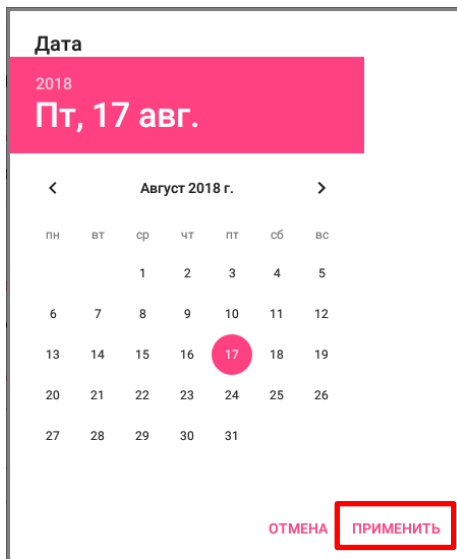 Дата
2018
Пт, 17 авг.
Август 2018 г.
пн вт ср чт пт сб вс
1 2 3 4 5
6 7 8 9 10 11 12
13 14 15 16 17 18 19
20 21 22 23 24 25 26
27 28 29 30 31
ОТМЕНА ПРИМЕНИТЬ